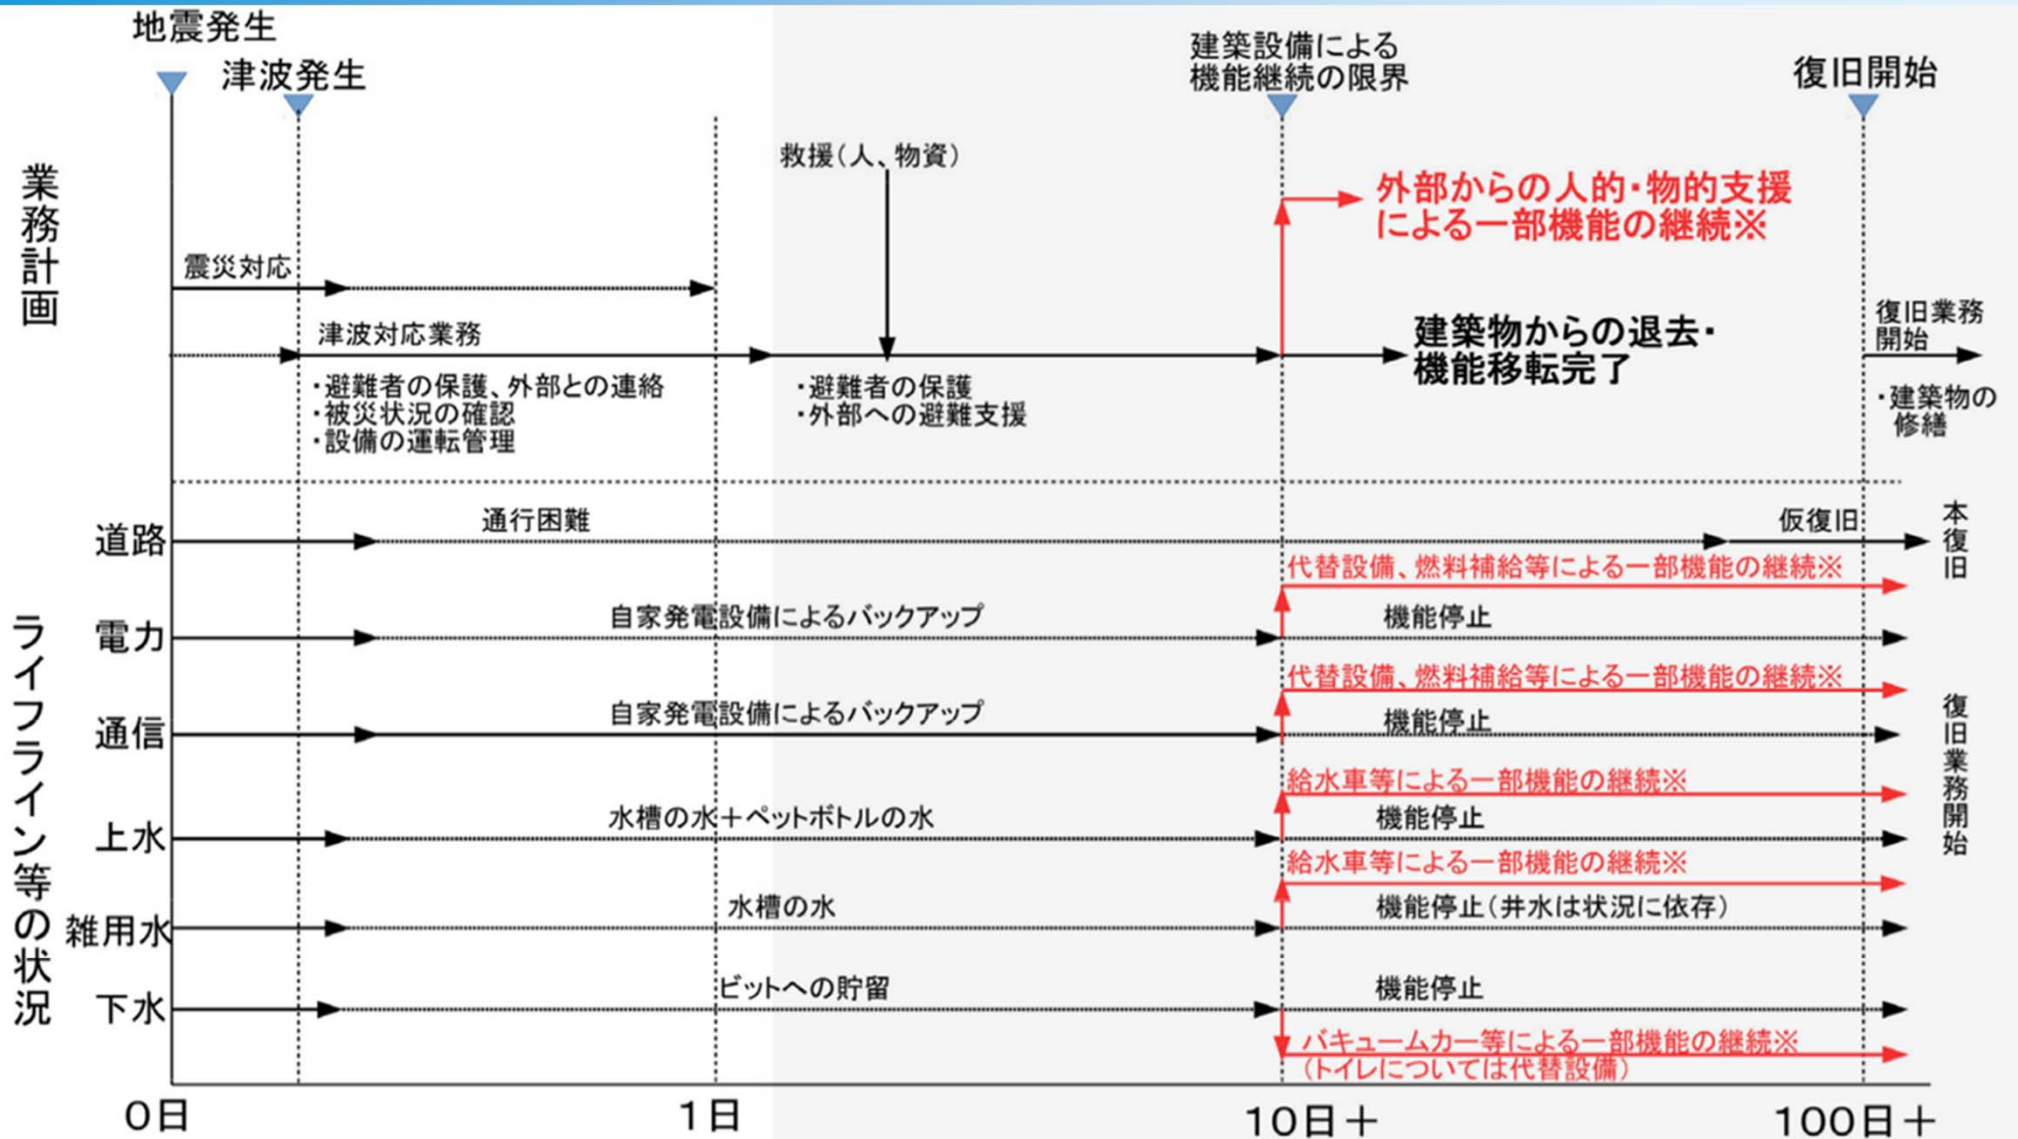 地震発生
津波発生
建築設備による
機能継続の限界
復旧開始
業務計画
救援（人、物資）
外部からの人的・物的支援
による一部機能の継続※
震災対応
津波対応業務
・避難者の保護、外部との連絡
・被災状況の確認
・設備の運転管理
・避難者の保護
・外部への避難支援
建築物からの退去・
機能移転完了
復旧業務
開始
・建築物の
修繕
ライフライン等の状況
道路
通行困難
仮復旧
本復旧
代替設備、燃料補給等による一部機能の継続※
電力
自家発電設備によるバックアップ
機能停止
代替設備、燃料補給等による一部機能の継続※
通信
自家発電設備によるバックアップ
機能停止
復旧業務開始
給水車等による一部機能の継続※
上水
水槽の水＋ペットボトルの水
機能停止
給水車等による一部機能の継続※
雑用水
水槽の水
機能停止（井水は状況に依存）
下水
ビットへの貯留
機能停止
バキュームカー等による一部機能の継続※
（トイレについては代替設備）
0日
1日
10日＋
100日＋